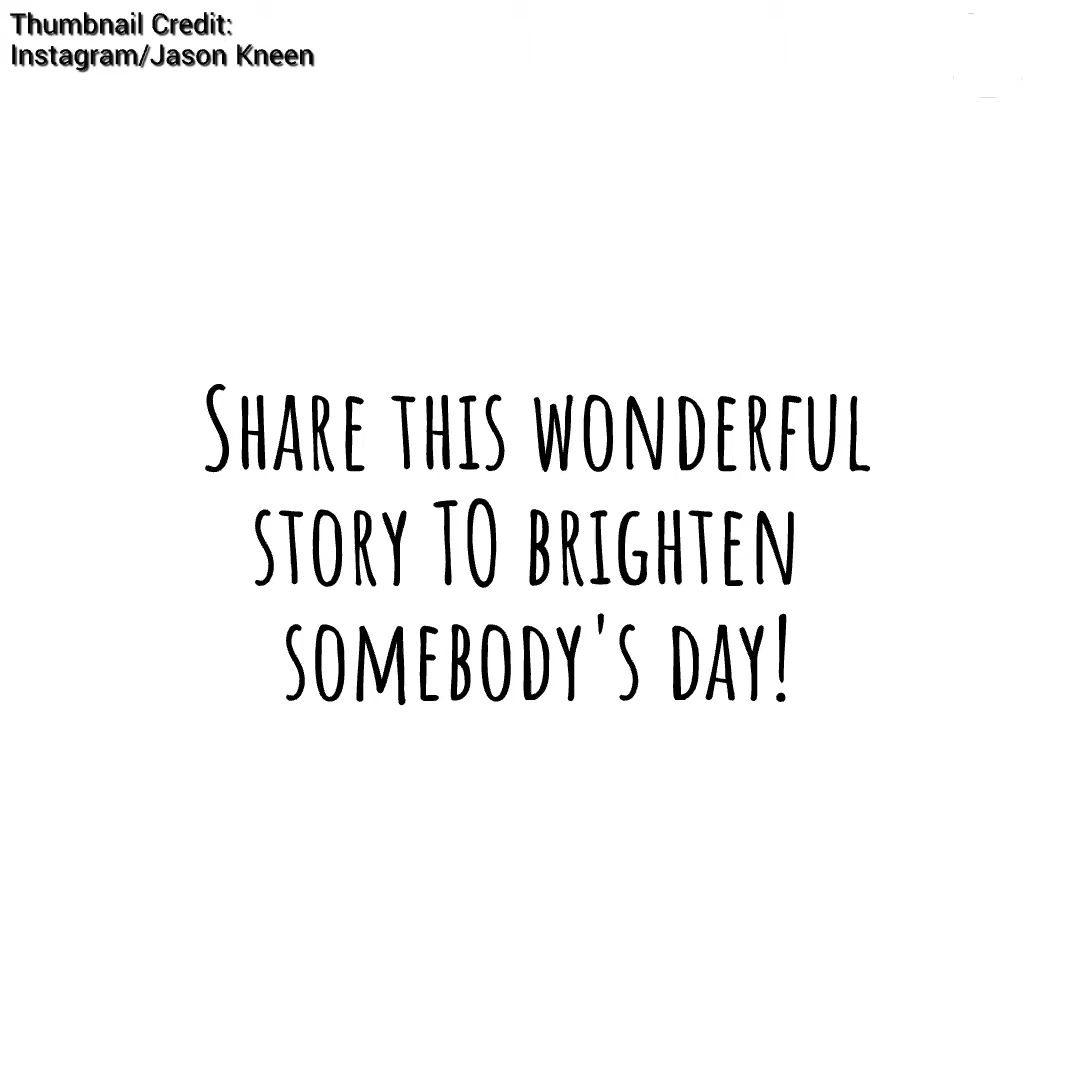 Thumbnail Credit:
Instagram/Jason Kneen
SHARE THIS WONDERFUL
STORY TO BRIGHTEN
SOMEBODY'S DAY!